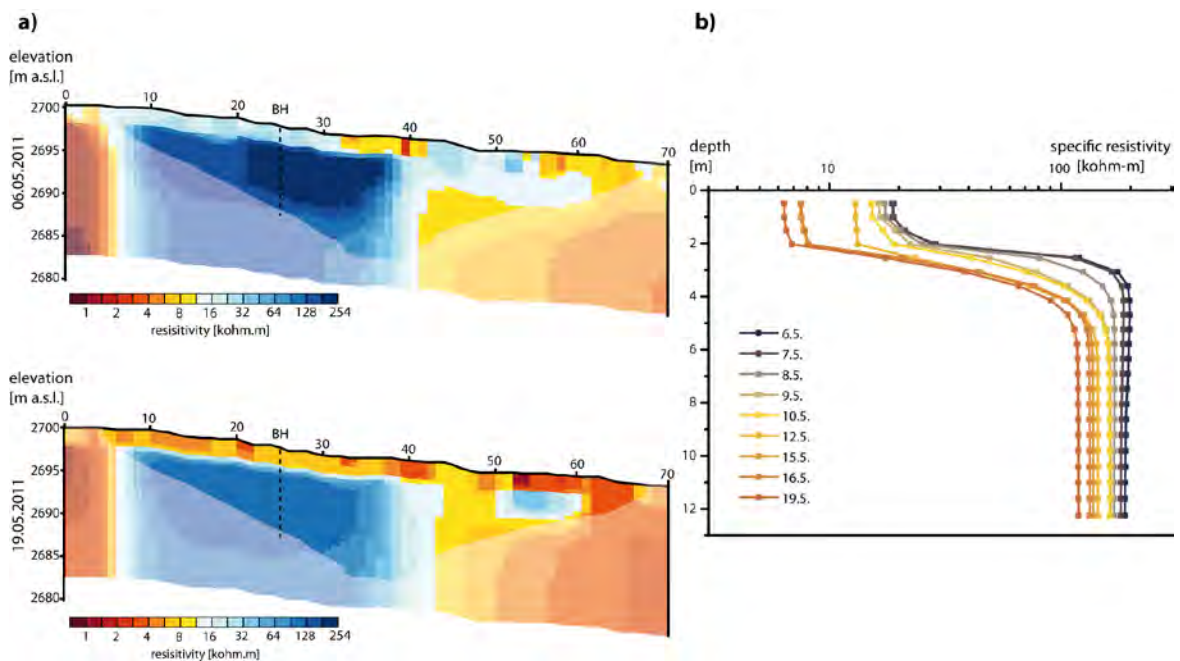 a)
elevation
[m a.s.l.]
0
10
20
BH
30
40
50
60
70
2700
2695
2690
2685
2680
06.05.2011
1 2 4 8 16 32 64 128 254
resisitivity [kohm.m]
elevation
[m a.s.l.]
0
10
20
BH
30
40
50
60
70
2700
2695
2690
2685
2680
19.05.2011
1 2 4 8 16 32 64 128 254
resisitivity [kohm.m]
b)
depth
[m]
specific resistivity
10
100 [kohm-m]
0
2
4
6
8
10
12
6.5.
7.5.
8.5.
9.5.
10.5.
12.5.
15.5.
16.5.
19.5.